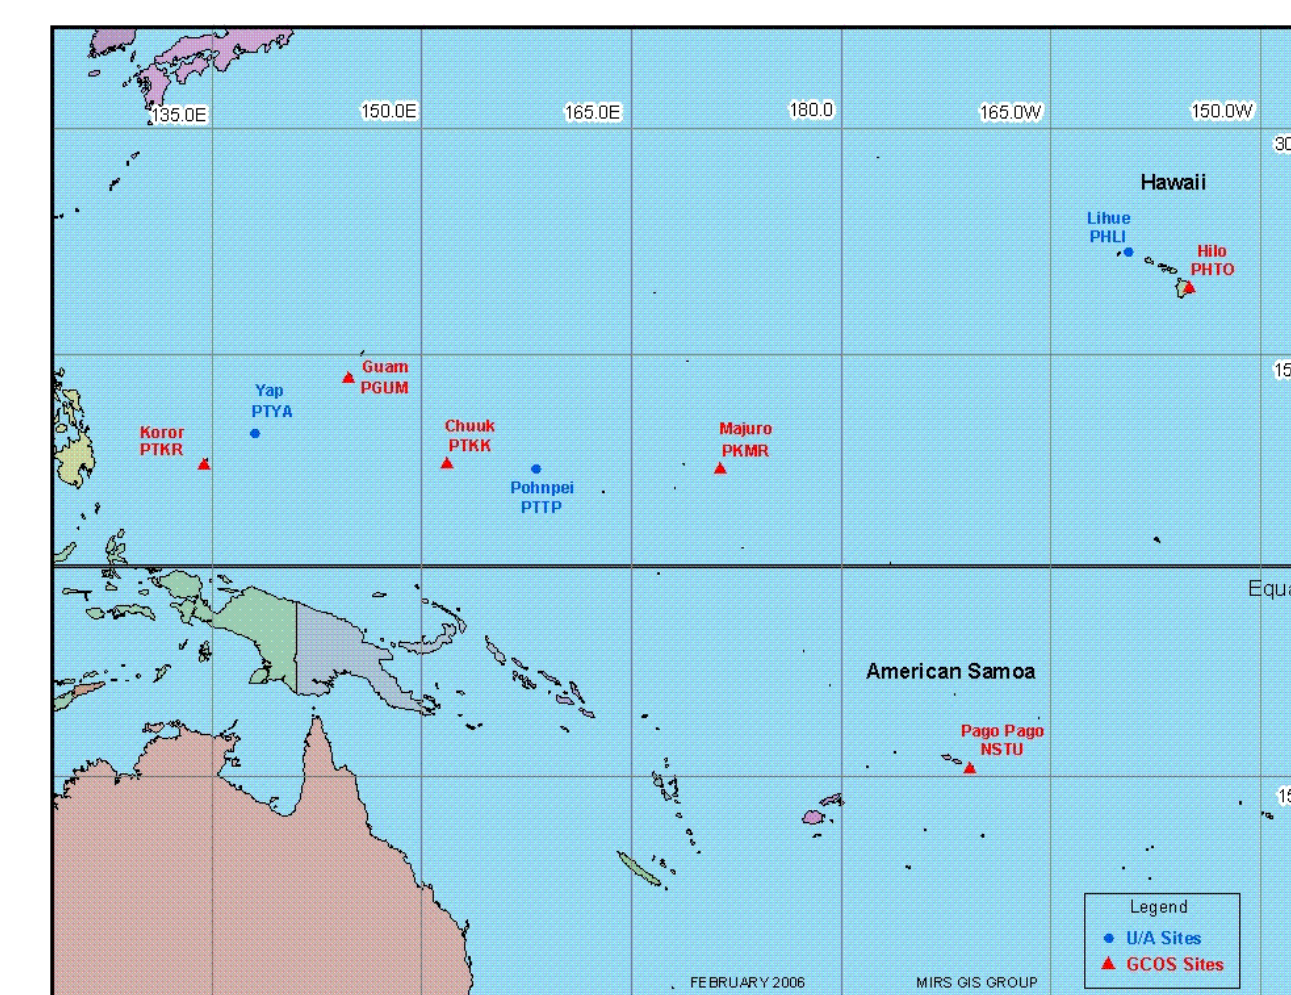 135.0E
150.0E
165.0E
180.0
165.0W
150.0W
30
Hawaii
Lihue
PHLI
Hilo
PHTO
Guam
PGUM
15
Yap
PTYA
Koror
PTKR
Chuuk
PTKK
Majuro
PKMR
Pohnpei
PTTP
Equa
American Samoa
Pago Pago
NSTU
15
Legend
U/A Sites
GCOS Sites
FEBRUARY 2006
MIRS GIS GROUP